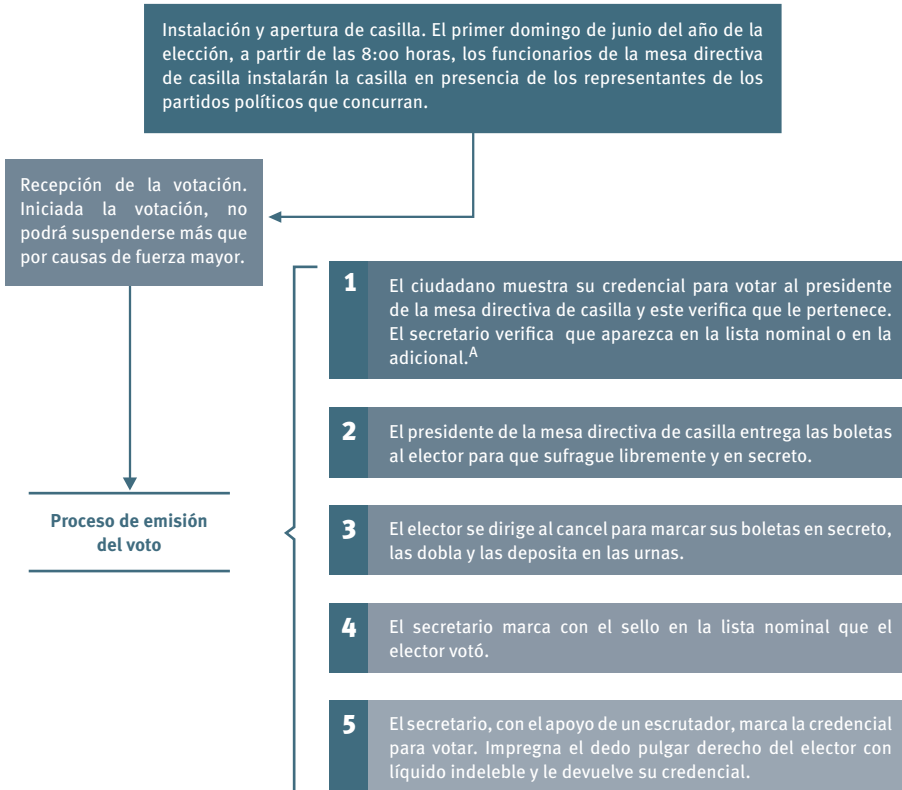 Instalación y apertura de casilla. El primer domingo de junio del año de la
elección, a partir de las 8:00 horas, los funcionarios de la mesa directiva
de casilla instalarán la casilla en presencia de los representantes de los
partidos políticos que concurran.
Recepción de la votación.
Iniciada la votación, no
podrá suspenderse más que
por causas de fuerza mayor.
Proceso de emisión
del voto
1
El ciudadano muestra su credencial para votar al presidente
de la mesa directiva de casilla y este verifica que le pertenece.
El secretario verifica que aparezca en la lista nominal o en la
adicional.A
2
El presidente de la mesa directiva de casilla entrega las boletas
al elector para que sufrague libremente y en secreto.
3
El elector se dirige al cancel para marcar sus boletas en secreto,
las dobla y las deposita en las urnas.
4
El secretario marca con el sello en la lista nominal que el
elector votó.
5
El secretario, con el apoyo de un escrutador, marca la credencial
para votar. Impregna el dedo pulgar derecho del elector con
líquido indeleble y le devuelve su credencial.